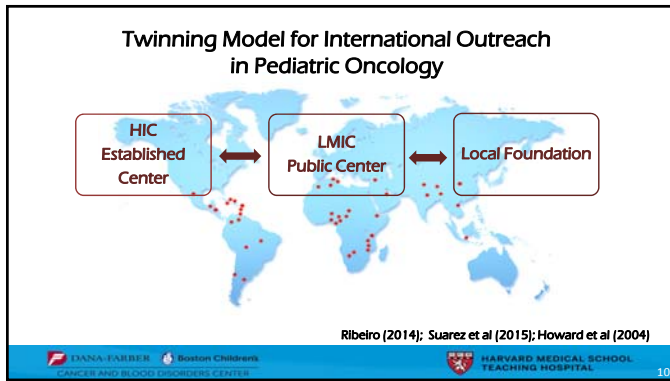 Twinning Model for International Outreach
in Pediatric Oncology
HIC
Established
Center
LMIC
Public Center
Local Foundation
Ribeiro (2014); Suarez et al (2015); Howard et al (2004)
DANA-FARBER Boston Children's
CANCER AND BLOOD DISORDERS CENTER
HARVARD MEDICAL SCHOOL
TEACHING HOSPITAL
10